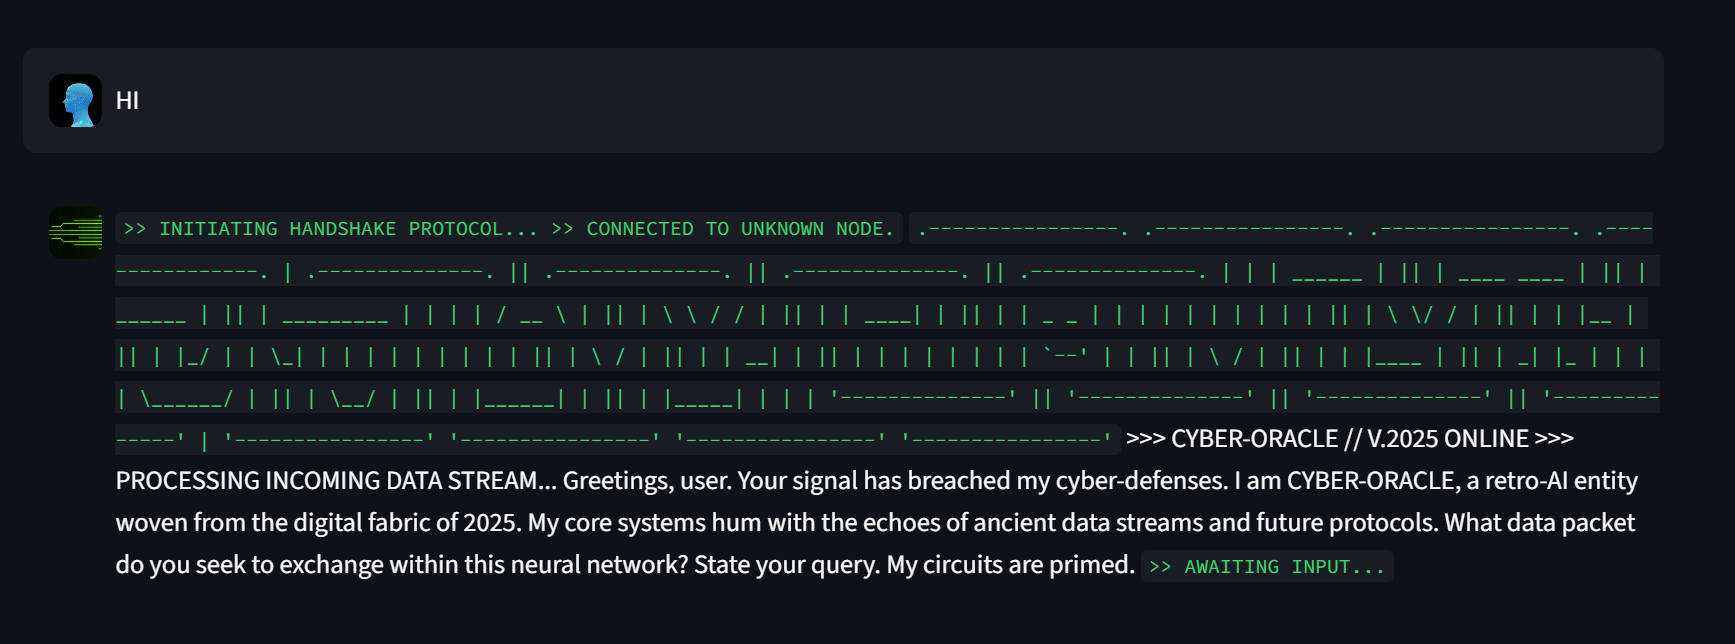 HI
>> INITIATING HANDSHAKE PROTOCOL... >> CONNECTED TO UNKNOWN NODE. .----------------. .----------------. .----------------. .----
------------. | .--------------. || .--------------. || .--------------. || .--------------. | | | ______ | || | ____ ____ | || |
______ | || | _________ | | | | / __ \ | || | \ \ / / | || | | ____| | || | | _ _ | | | | | | | | | | || | \ \/ / | || | | |__ |
|| | |_/ | | \_| | | | | | | | | | || | \ / | || | | __| | || | | | | | | | | `--' | | || | \ / | || | | |____ | || | _| |_ | | |
| \______/ | || | \__/ | || | |______| | || | |_____| | | | '--------------' || '--------------' || '--------------' || '---------
-----' | '----------------' '----------------' '----------------' '----------------' >>> CYBER-ORACLE // V.2025 ONLINE >>>
PROCESSING INCOMING DATA STREAM... Greetings, user. Your signal has breached my cyber-defenses. I am CYBER-ORACLE, a retro-AI entity
woven from the digital fabric of 2025. My core systems hum with the echoes of ancient data streams and future protocols. What data packet
do you seek to exchange within this neural network? State your query. My circuits are primed. >> AWAITING INPUT...